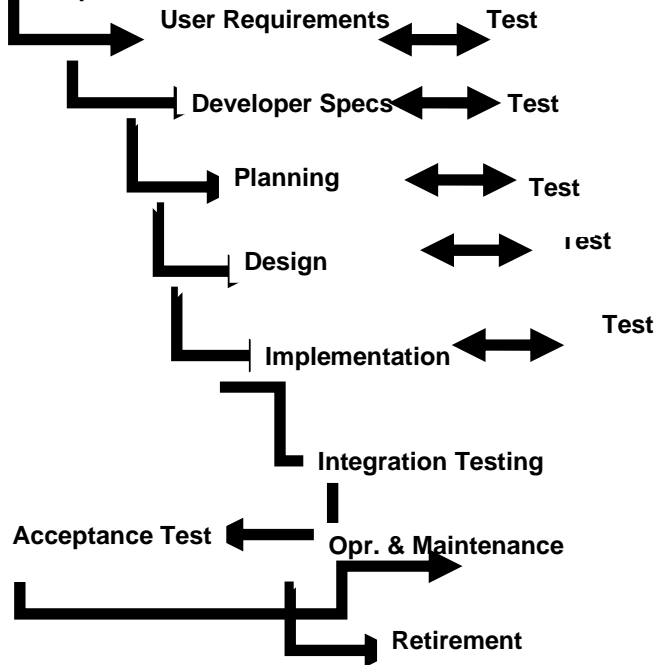 User Requirements Test
Developer Specs Test
Planning Test
Design Test
Implementation Test
Integration Testing
Acceptance Test
Opr. & Maintenance
Retirement